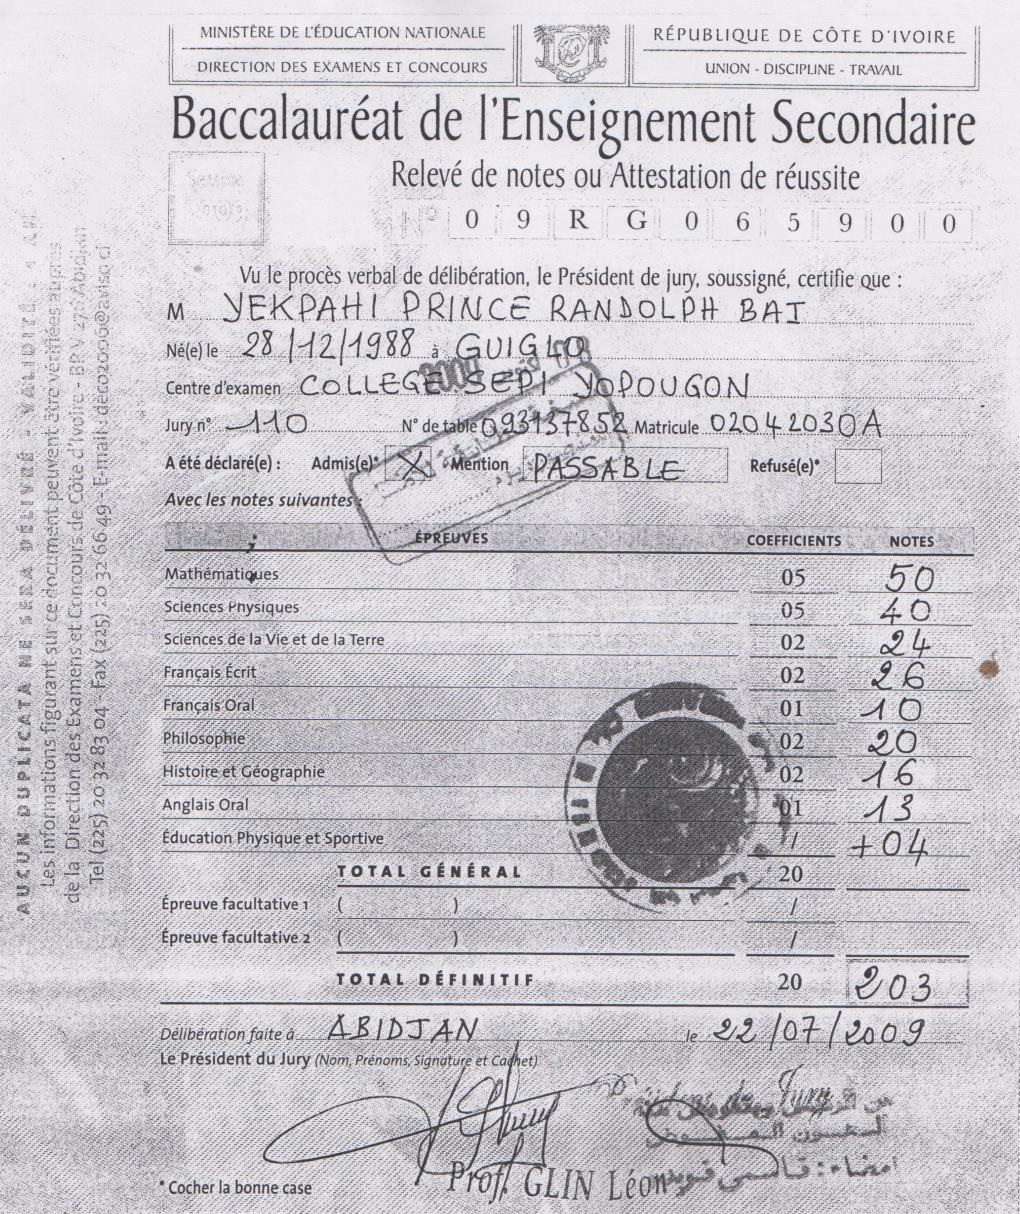 MINISTÈRE DE L'ÉDUCATION NATIONALE
DIRECTION DES EXAMENS ET CONCOURS
RÉPUBLIQUE DE CÔTE D'IVOIRE
UNION - DISCIPLINE - TRAVAIL
Baccalauréat de l'Enseignement Secondaire
Relevé de notes ou Attestation de réussite
Session
N° 0 9 R G 0 6 5 9 0 0
Vu le procès verbal de délibération, le Président de jury, soussigné, certifie que :
M YEKPAHI PRINCE RANDOLPH BAI
Né(e) le 28/12/1988 à GUIGLO
Centre d'examen COLLEGE SEPI YOPOUGON
Jury n° 110 N° de table 093137852 Matricule 02042030A
A été déclaré(e) : Admis(e)* X Mention PASSABLE Refusé(e)*
Avec les notes suivantes :
ÉPREUVES COEFFICIENTS NOTES
Mathématiques 05 50
Sciences Physiques 05 40
Sciences de la Vie et de la Terre 02 24
Français Écrit 02 26
Français Oral 01 10
Philosophie 02 20
Histoire et Géographie 02 16
Anglais Oral 01 13
Éducation Physique et Sportive / +04
TOTAL GÉNÉRAL 20
Épreuve facultative 1 ( ) /
Épreuve facultative 2 ( ) /
TOTAL DÉFINITIF 20 203
Délibération faite à ABIDJAN le 22/07/2009
Le Président du Jury (Nom, Prénoms, Signature et Cachet)
Prof. GLIN Léon
امضاء: قاسمي فويدر
* Cocher la bonne case
AUCUN DUPLICATA NE SERA DÉLIVRÉ - VALIDITÉ : 1 AN
Les informations figurant sur ce document peuvent être vérifiées auprès
de la Direction des Examens et Concours de Côte d'Ivoire - BP V 276 Abidjan
Tel (225) 20 32 83 04 - Fax (225) 20 32 66 49 - E-mail: deco2006@aviso.ci